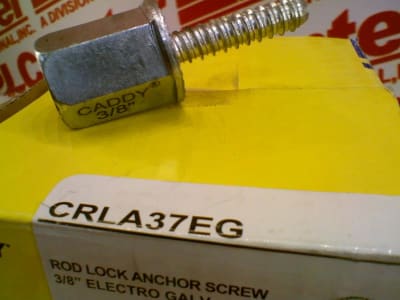 CADDY®
3/8"
CRLA37EG
ROD LOCK ANCHOR SCREW
3/8" ELECTRO GALV